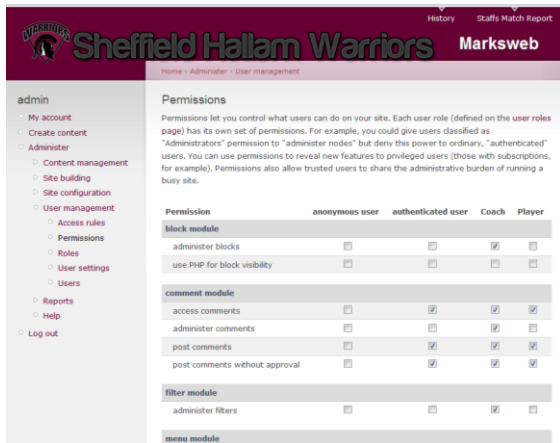 History Staffs Match Report
WARRIORS Sheffield Hallam Warriors Marksweb
Home › Administer › User management
admin
My account
Create content
Administer
Content management
Site building
Site configuration
User management
Access rules
Permissions
Roles
User settings
Users
Reports
Help
Log out
Permissions
Permissions let you control what users can do on your site. Each user role (defined on the user roles
page) has its own set of permissions. For example, you could give users classified as
"Administrators" permission to "administer nodes" but deny this power to ordinary, "authenticated"
users. You can use permissions to reveal new features to privileged users (those with subscriptions,
for example). Permissions also allow trusted users to share the administrative burden of running a
busy site.
Permission anonymous user authenticated user Coach Player
block module
administer blocks
use PHP for block visibility
comment module
access comments
administer comments
post comments
post comments without approval
filter module
administer filters
menu module